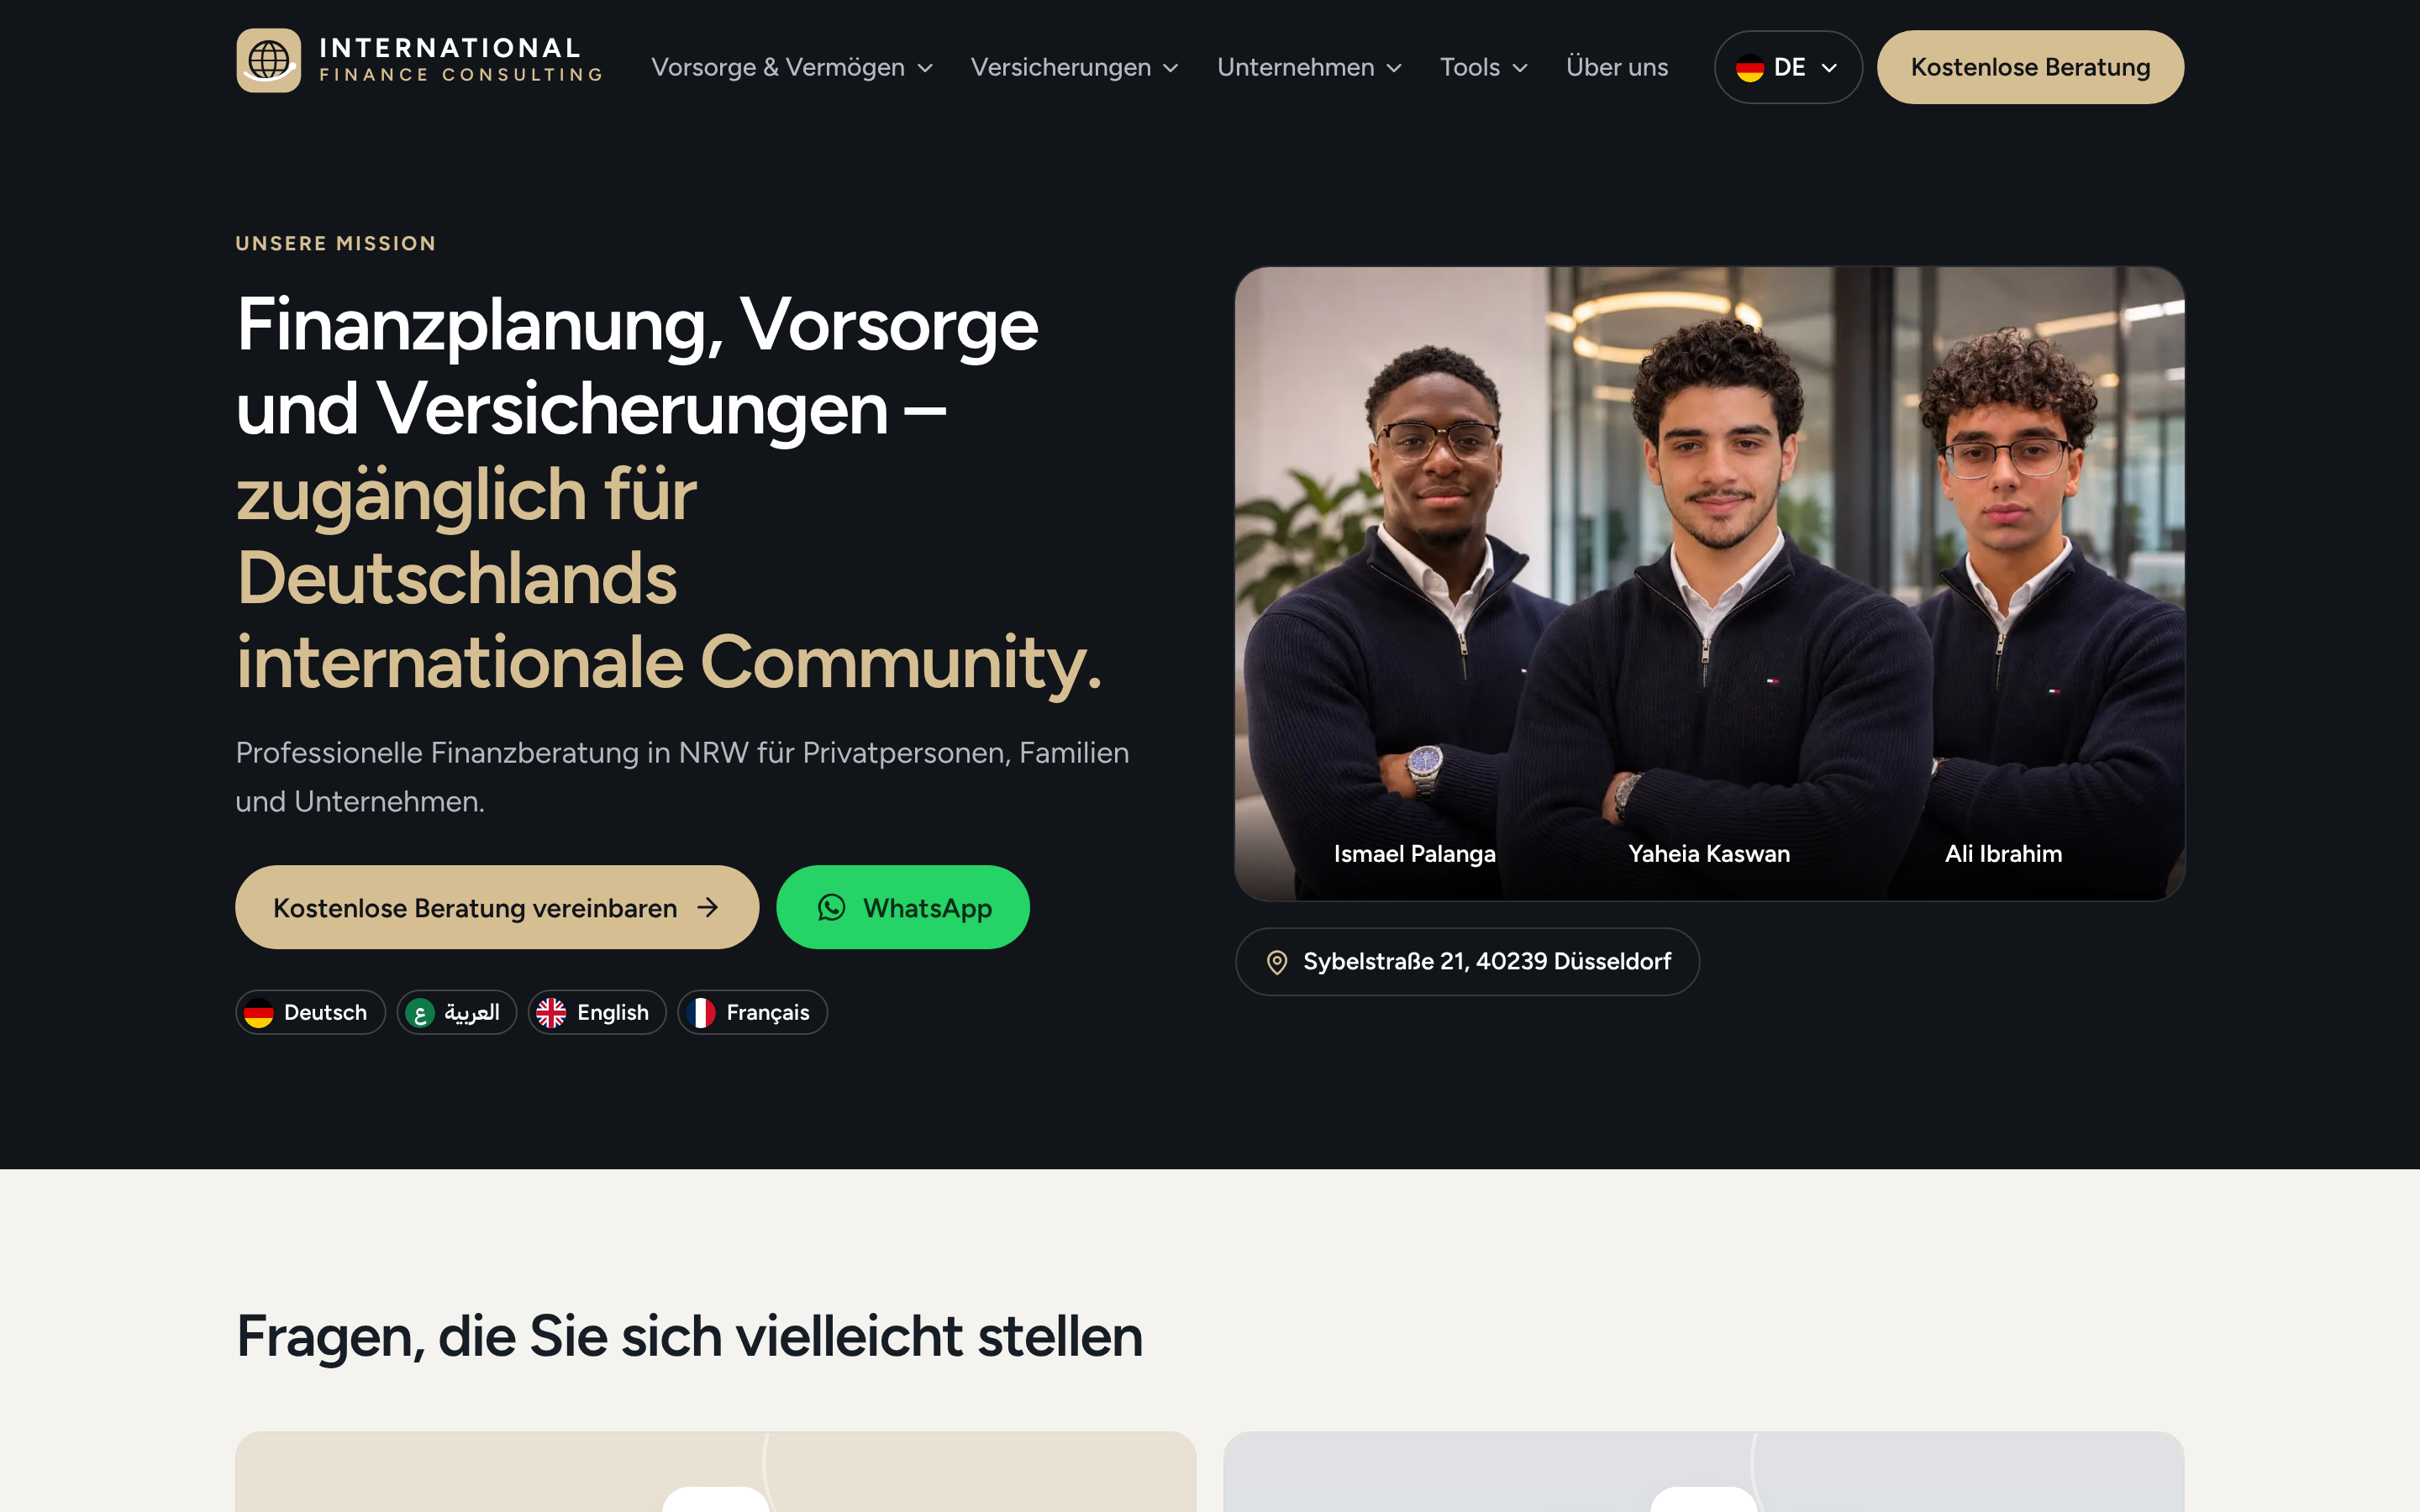 INTERNATIONAL
FINANCE CONSULTING
Vorsorge & Vermögen
Versicherungen
Unternehmen
Tools
Über uns
DE
Kostenlose Beratung
UNSERE MISSION
Finanzplanung, Vorsorge
und Versicherungen –
zugänglich für
Deutschlands
internationale Community.
Professionelle Finanzberatung in NRW für Privatpersonen, Familien
und Unternehmen.
Kostenlose Beratung vereinbaren
WhatsApp
Deutsch
ع العربية
English
Français
Ismael Palanga
Yaheia Kaswan
Ali Ibrahim
Sybelstraße 21, 40239 Düsseldorf
Fragen, die Sie sich vielleicht stellen